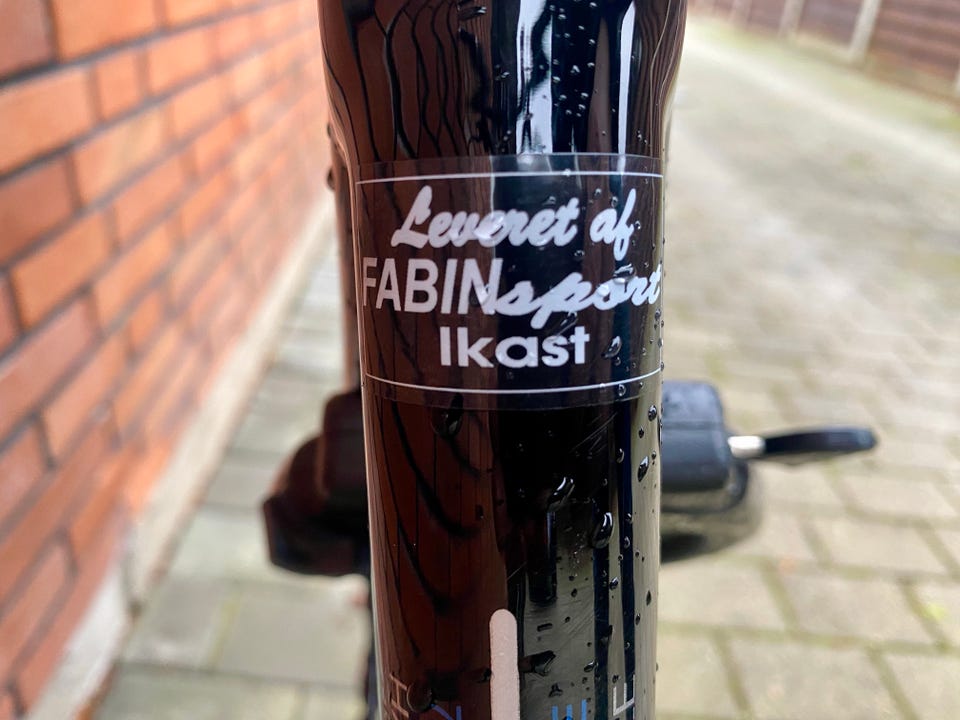 Leveret af
FABINsport
Ikast